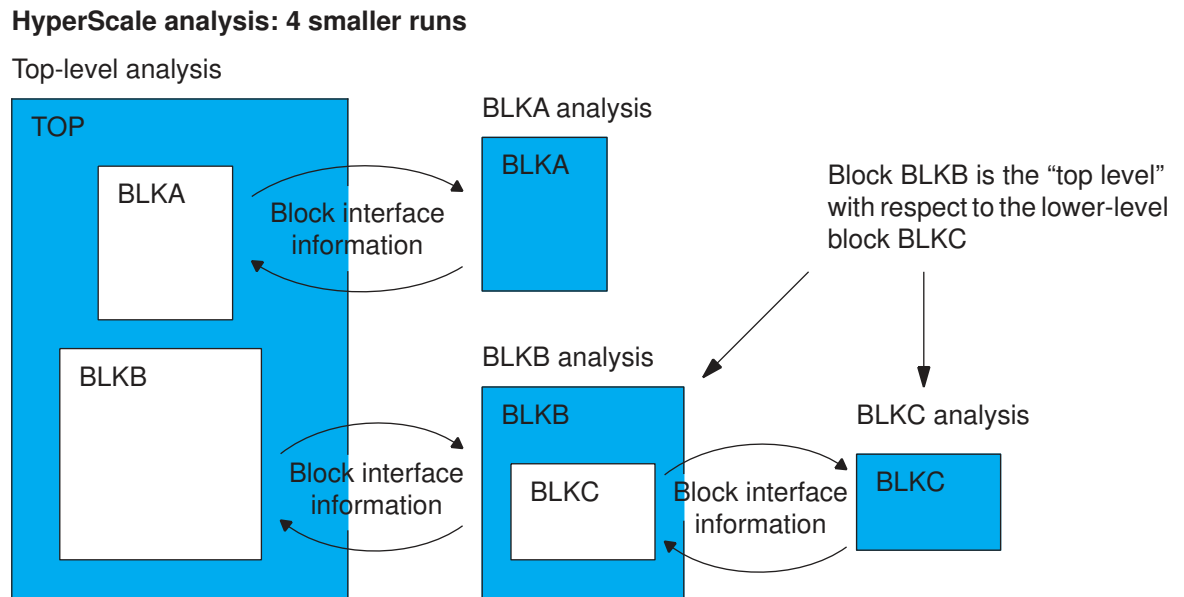 HyperScale analysis: 4 smaller runs
Top-level analysis
TOP
BLKA
Block interface
information
BLKA analysis
BLKA
Block BLKB is the “top level”
with respect to the lower-level
block BLKC
BLKB
Block interface
information
BLKB analysis
BLKB
BLKC
Block interface
information
BLKC analysis
BLKC